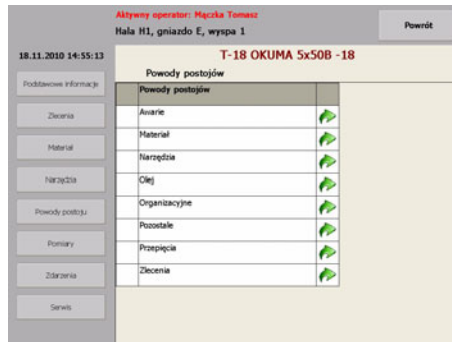 Aktywny operator: Mączka Tomasz
Hala H1, gniazdo E, wyspa 1
Powrót
18.11.2010 14:55:13
T-18 OKUMA 5x50B -18
Powody postojów
Podstawowe informacje
Zlecenia
Materiał
Narzędzia
Powody postoju
Pomiary
Zdarzenia
Serwis
Powody postojów
Awarie
Materiał
Narzędzia
Olej
Organizacyjne
Pozostałe
Przepięcia
Zlecenia